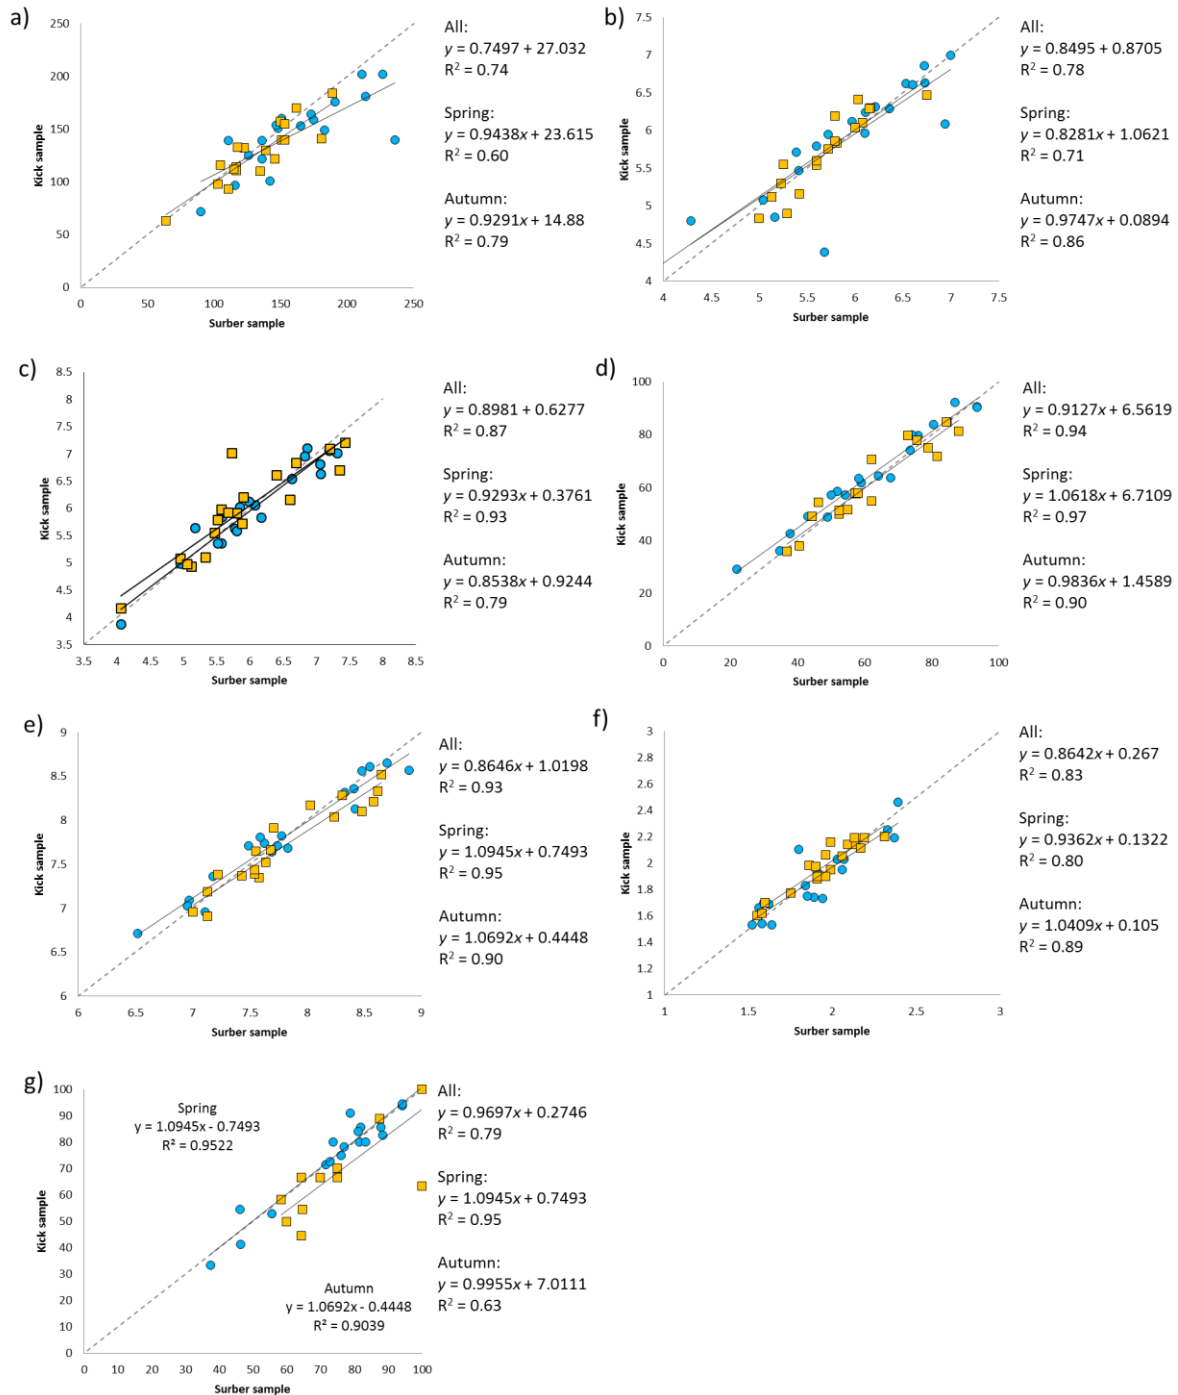 a)
250
200
150
100
50
0
Kick sample
0 50 100 150 200 250
Surber sample
All:
y = 0.7497 + 27.032
R² = 0.74
Spring:
y = 0.9438x + 23.615
R² = 0.60
Autumn:
y = 0.9291x + 14.88
R² = 0.79
b)
7.5
7
6.5
6
5.5
5
4.5
4
Kick sample
4 4.5 5 5.5 6 6.5 7 7.5
Surber sample
All:
y = 0.8495 + 0.8705
R² = 0.78
Spring:
y = 0.8281x + 1.0621
R² = 0.71
Autumn:
y = 0.9747x + 0.0894
R² = 0.86
c)
8.5
8
7.5
7
6.5
6
5.5
5
4.5
4
3.5
Kick sample
3.5 4 4.5 5 5.5 6 6.5 7 7.5 8 8.5
Surber sample
All:
y = 0.8981 + 0.6277
R² = 0.87
Spring:
y = 0.9293x + 0.3761
R² = 0.93
Autumn:
y = 0.8538x + 0.9244
R² = 0.79
d)
100
80
60
40
20
0
Kick sample
0 20 40 60 80 100
Surber sample
All:
y = 0.9127x + 6.5619
R² = 0.94
Spring:
y = 1.0618x + 6.7109
R² = 0.97
Autumn:
y = 0.9836x + 1.4589
R² = 0.90
e)
9
8.5
8
7.5
7
6.5
6
Kick sample
6 6.5 7 7.5 8 8.5 9
Surber sample
All:
y = 0.8646x + 1.0198
R² = 0.93
Spring:
y = 1.0945x + 0.7493
R² = 0.95
Autumn:
y = 1.0692x + 0.4448
R² = 0.90
f)
3
2.8
2.6
2.4
2.2
2
1.8
1.6
1.4
1.2
1
Kick sample
1 1.5 2 2.5 3
Surber sample
All:
y = 0.8642x + 0.267
R² = 0.83
Spring:
y = 0.9362x + 0.1322
R² = 0.80
Autumn:
y = 1.0409x + 0.105
R² = 0.89
g)
100
90
80
70
60
50
40
30
20
10
0
Kick sample
0 10 20 30 40 50 60 70 80 90 100
Surber sample
Spring
y = 1.0945x - 0.7493
R² = 0.9522
Autumn
y = 1.0692x - 0.4448
R² = 0.9039
All:
y = 0.9697x + 0.2746
R² = 0.79
Spring:
y = 1.0945x + 0.7493
R² = 0.95
Autumn:
y = 0.9955x + 7.0111
R² = 0.63